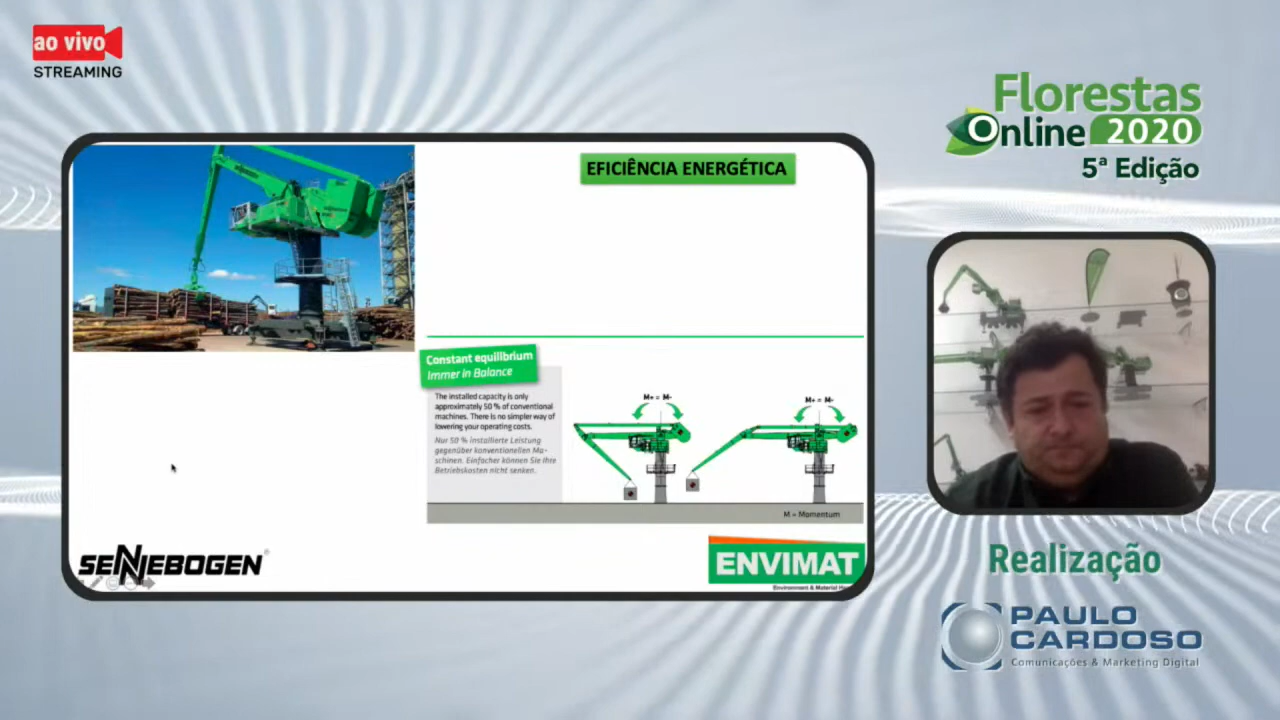 ao vivo
STREAMING
Florestas
Online 2020
5ª Edição
EFICIÊNCIA ENERGÉTICA
Constant equilibrium
Immer in Balance
The installed capacity is only
approximately 50 % of conventional
machines. There is no simpler way of
lowering your operating costs.
Nur 50 % installierte Leistung
gegenüber konventionellen Ma-
schinen. Einfacher können Sie Ihre
Betriebskosten nicht senken.
M+ = M-
M+ = M-
M = Momentum
SENNEBOGEN
ENVIMAT
Environment & Material
Realização
PAULO
CARDOSO
Comunicações & Marketing Digital